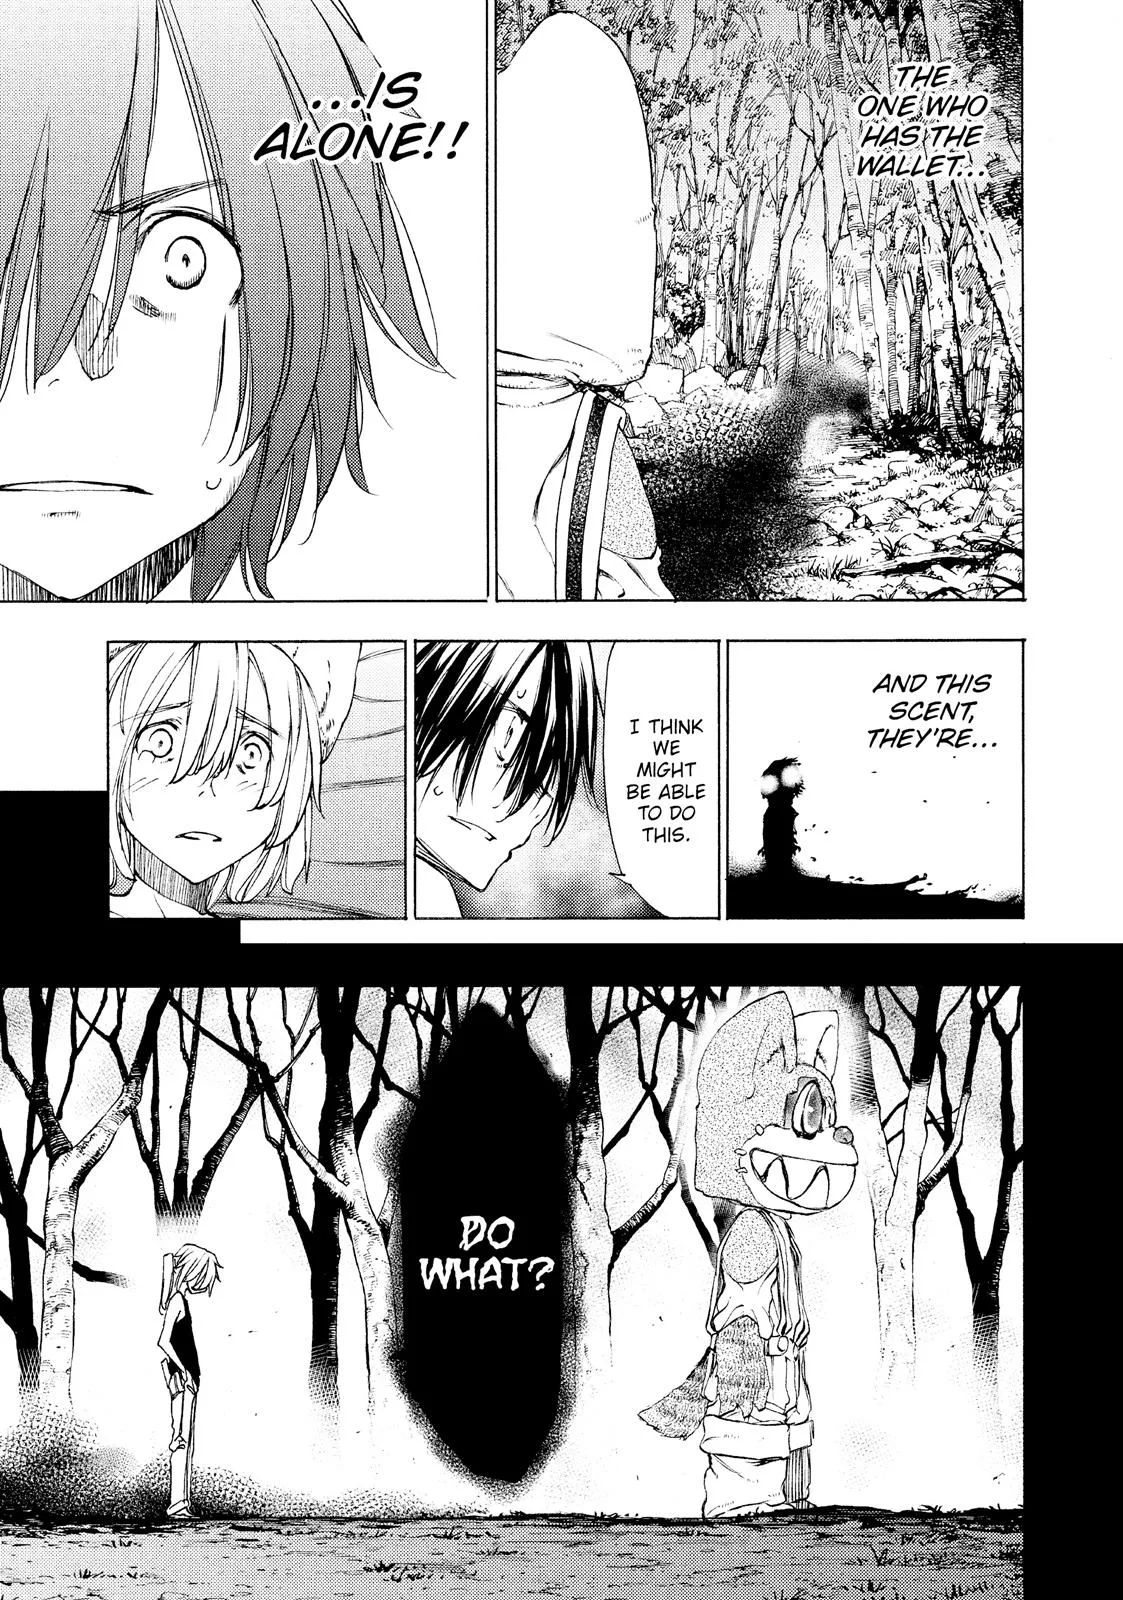 THE
ONE WHO
HAS THE
WALLET...
...IS
ALONE!!
AND THIS
SCENT,
THEY'RE...
I THINK
WE
MIGHT
BE ABLE
TO DO
THIS.
DO
WHAT?